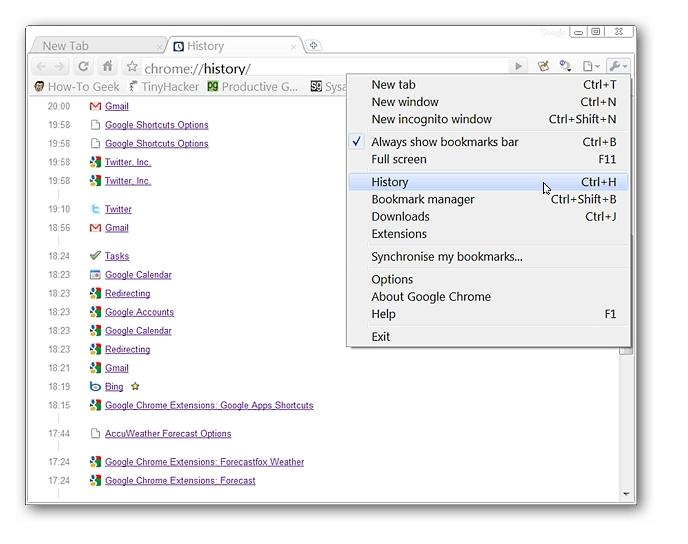 Google
New Tab
History
chrome://history/
How-To Geek TinyHacker Productive G... Sysa
20:00 Gmail
19:58 Google Shortcuts Options
19:58 Google Shortcuts Options
19:58 Twitter, Inc.
19:58 Twitter, Inc.
19:10 Twitter
18:56 Gmail
18:24 Tasks
18:23 Google Calendar
18:23 Redirecting
18:23 Google Accounts
18:23 Google Calendar
18:23 Redirecting
18:21 Gmail
18:19 Bing
18:15 Google Chrome Extensions: Google Apps Shortcuts
17:44 AccuWeather Forecast Options
17:24 Google Chrome Extensions: Forecastfox Weather
17:24 Google Chrome Extensions: Forecast
New tab Ctrl+T
New window Ctrl+N
New incognito window Ctrl+Shift+N
Always show bookmarks bar Ctrl+B
Full screen F11
History Ctrl+H
Bookmark manager Ctrl+Shift+B
Downloads Ctrl+J
Extensions
Synchronise my bookmarks...
Options
About Google Chrome
Help F1
Exit